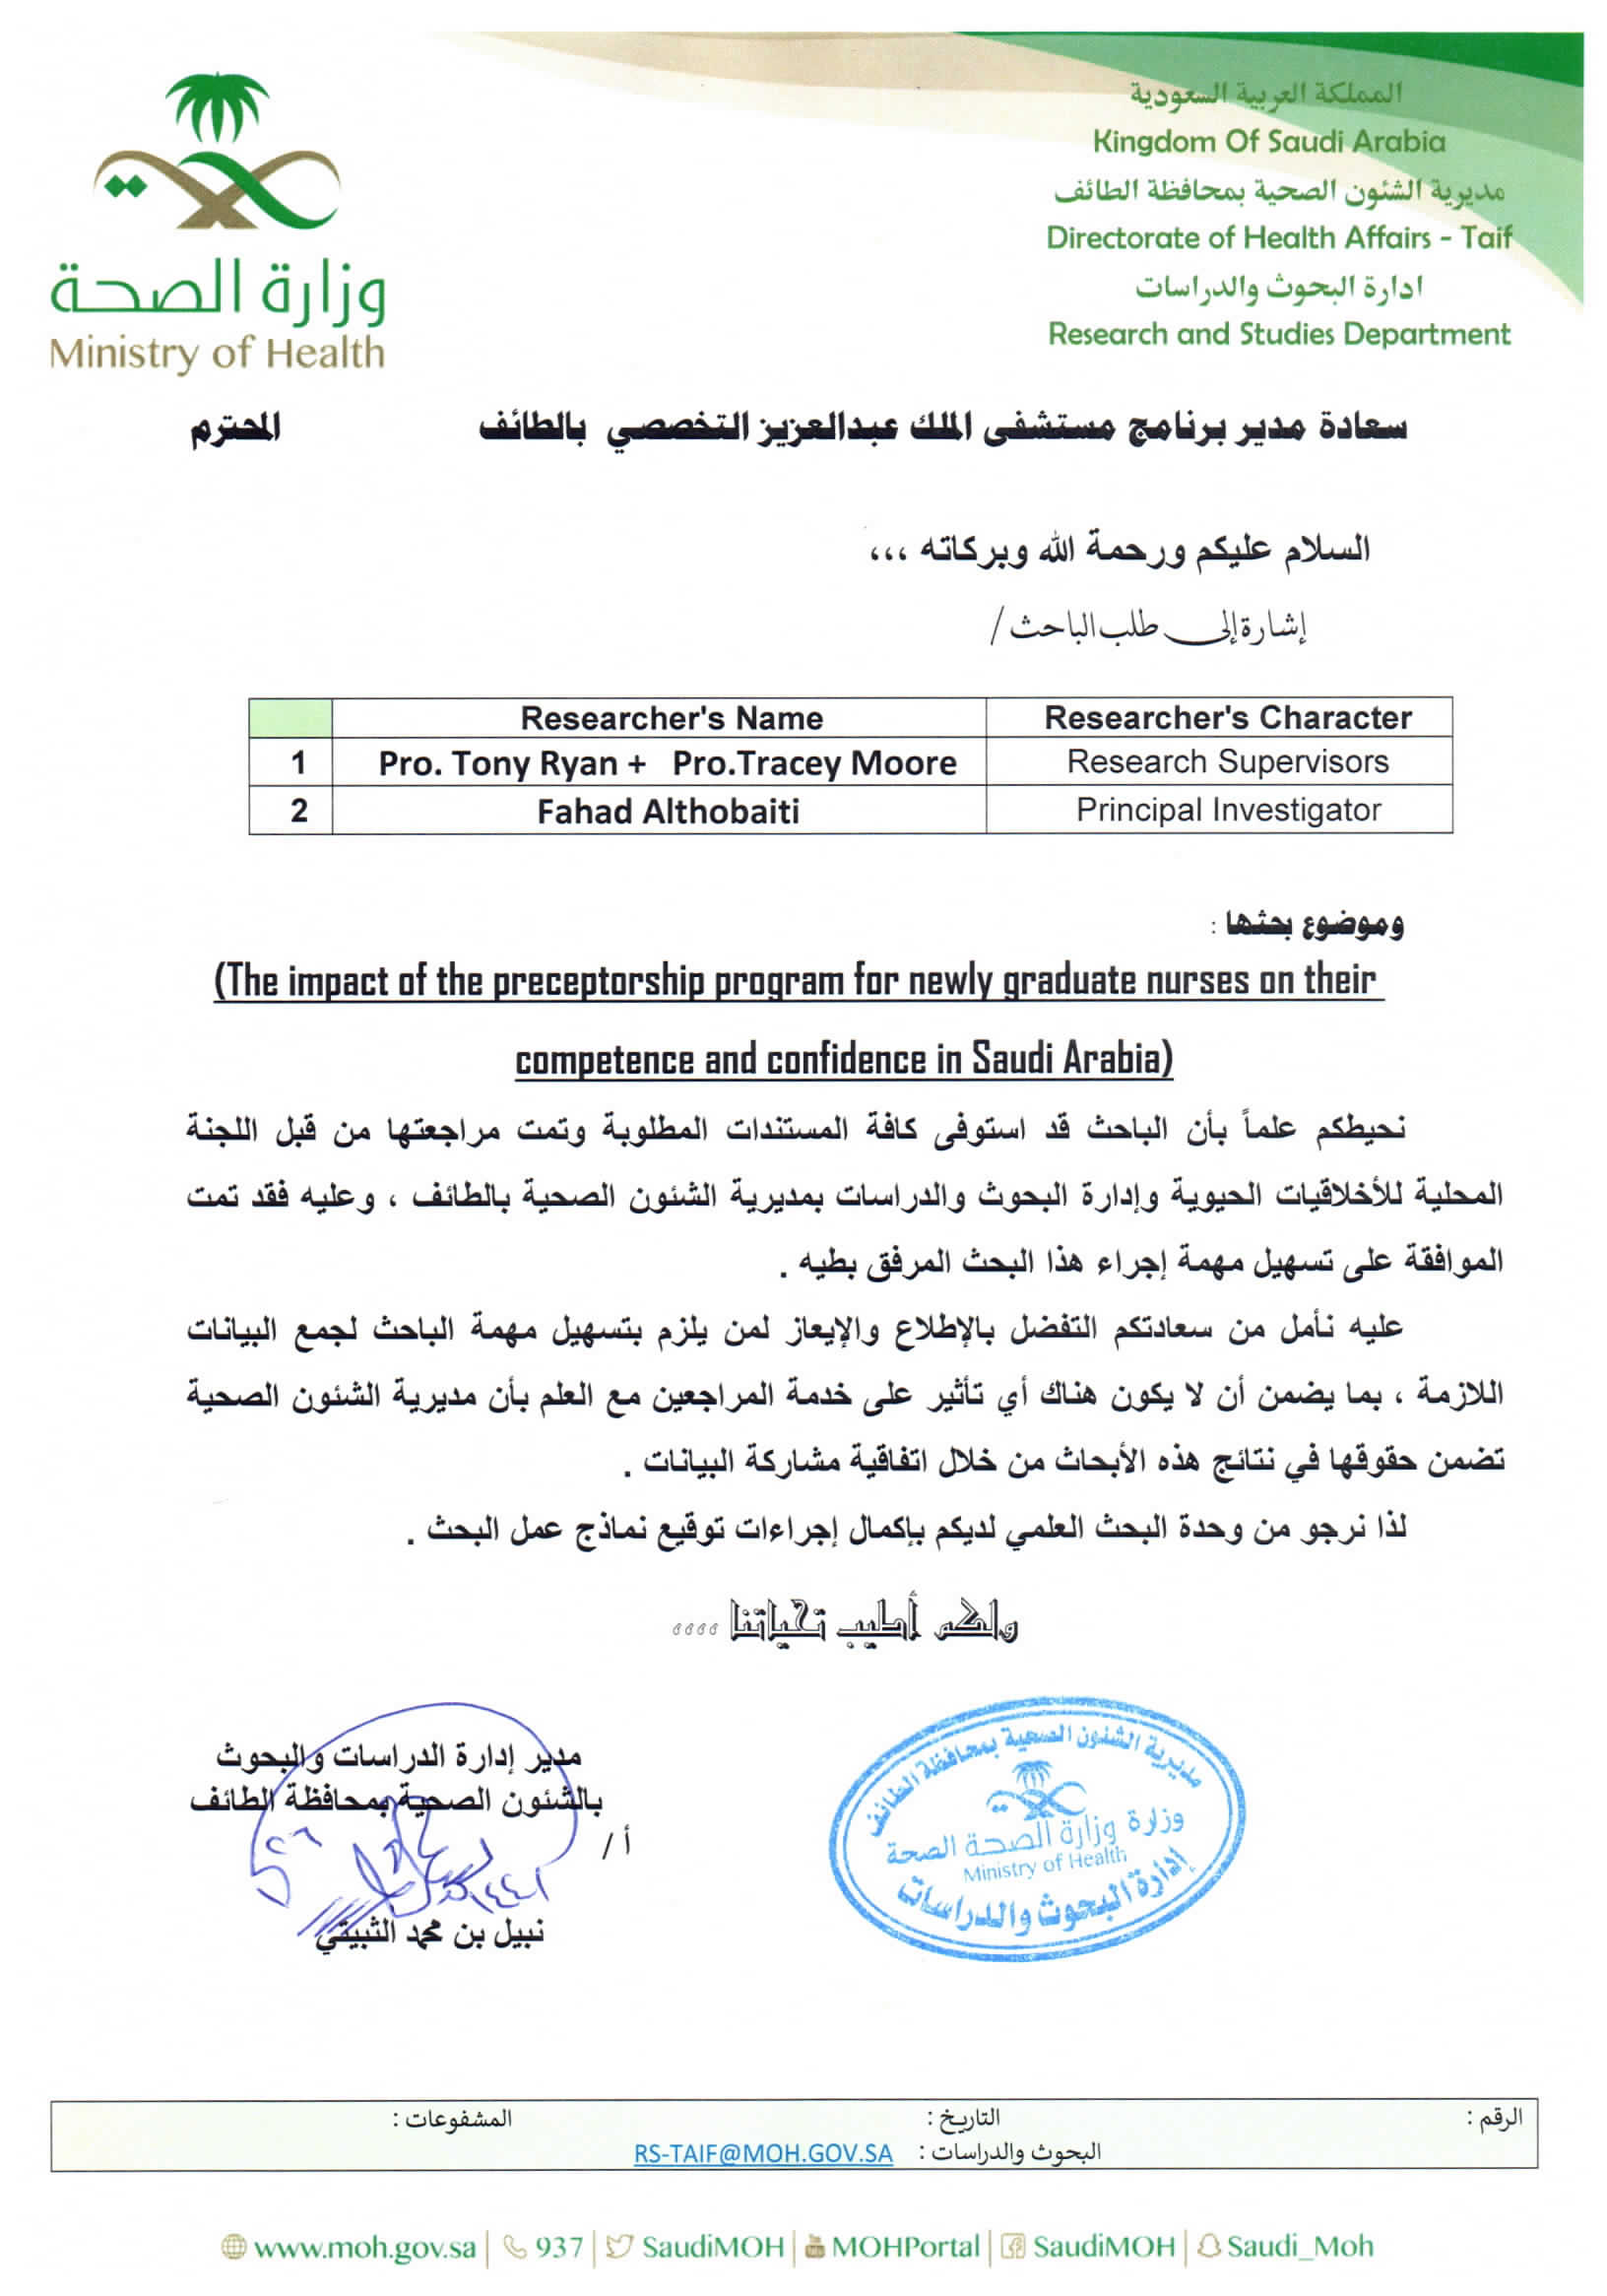 وزارة الصحة
Ministry of Health
المملكة العربية السعودية
Kingdom Of Saudi Arabia
مديرية الشئون الصحية بمحافظة الطائف
Directorate of Health Affairs - Taif
ادارة البحوث والدراسات
Research and Studies Department
سعادة مدير برنامج مستشفى الملك عبدالعزيز التخصصي بالطائف المحترم
السلام عليكم ورحمة الله وبركاته ،،،
إشارة إلى طلب الباحث /
Researcher's Name Researcher's Character
1 Pro. Tony Ryan + Pro.Tracey Moore Research Supervisors
2 Fahad Althobaiti Principal Investigator
وموضوع بحثها :
(The impact of the preceptorship program for newly graduate nurses on their
competence and confidence in Saudi Arabia)
نحيطكم علماً بأن الباحث قد استوفى كافة المستندات المطلوبة وتمت مراجعتها من قبل اللجنة
المحلية للأخلاقيات الحيوية وإدارة البحوث والدراسات بمديرية الشئون الصحية بالطائف ، وعليه فقد تمت
الموافقة على تسهيل مهمة إجراء هذا البحث المرفق بطيه .
عليه نأمل من سعادتكم التفضل بالإطلاع والإيعاز لمن يلزم بتسهيل مهمة الباحث لجمع البيانات
اللازمة ، بما يضمن أن لا يكون هناك أي تأثير على خدمة المراجعين مع العلم بأن مديرية الشئون الصحية
تضمن حقوقها في نتائج هذه الأبحاث من خلال اتفاقية مشاركة البيانات .
لذا نرجو من وحدة البحث العلمي لديكم بإكمال إجراءات توقيع نماذج عمل البحث .
ولكم أطيب تحياتنا ،،،،
مدير إدارة الدراسات والبحوث
بالشئون الصحية بمحافظة الطائف
أ /
نبيل بن محمد الثبيتي
مديرية الشئون الصحية بمحافظة الطائف
وزارة وزارة الصحة الصحة
Ministry of Health
إدارة البحوث والدراسات
الرقم : التاريخ : المشفوعات :
البحوث والدراسات : RS-TAIF@MOH.GOV.SA
www.moh.gov.sa | 937 | SaudiMOH | MOHPortal | SaudiMOH | Saudi_Moh